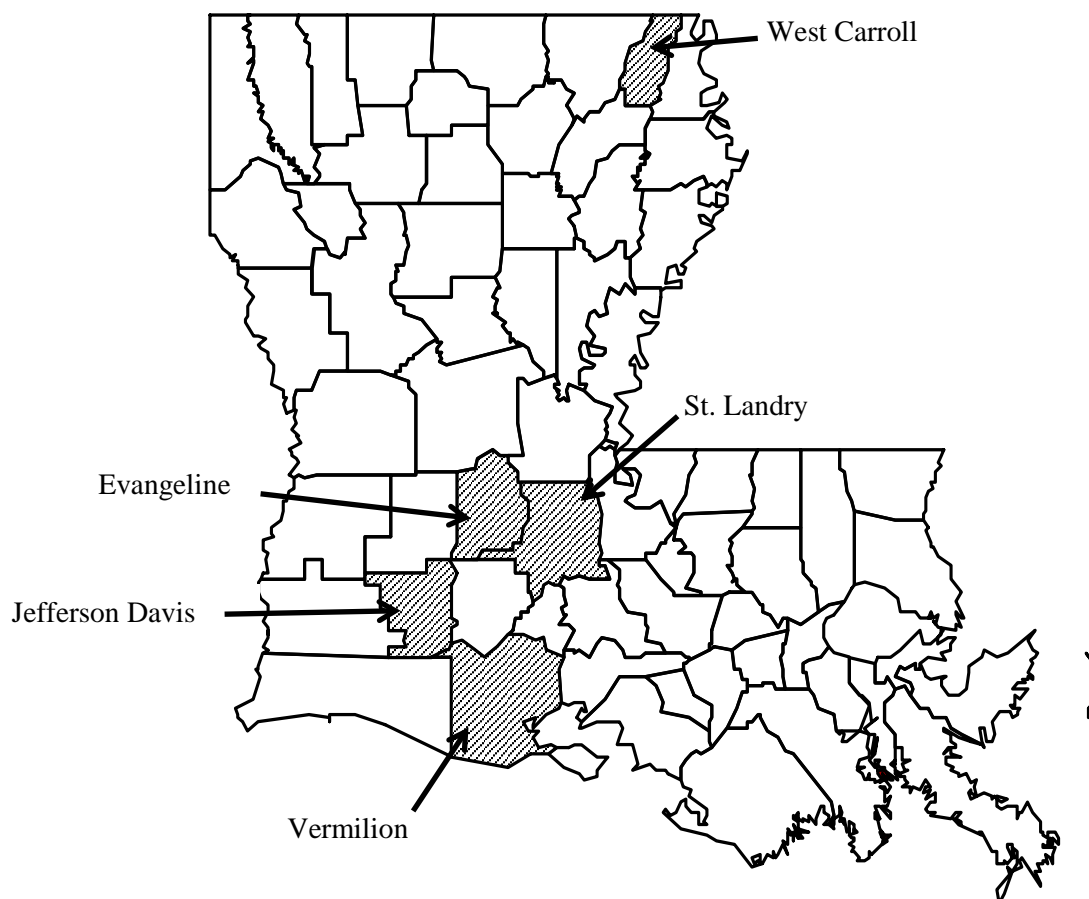 West Carroll
St. Landry
Evangeline
Jefferson Davis
Vermilion